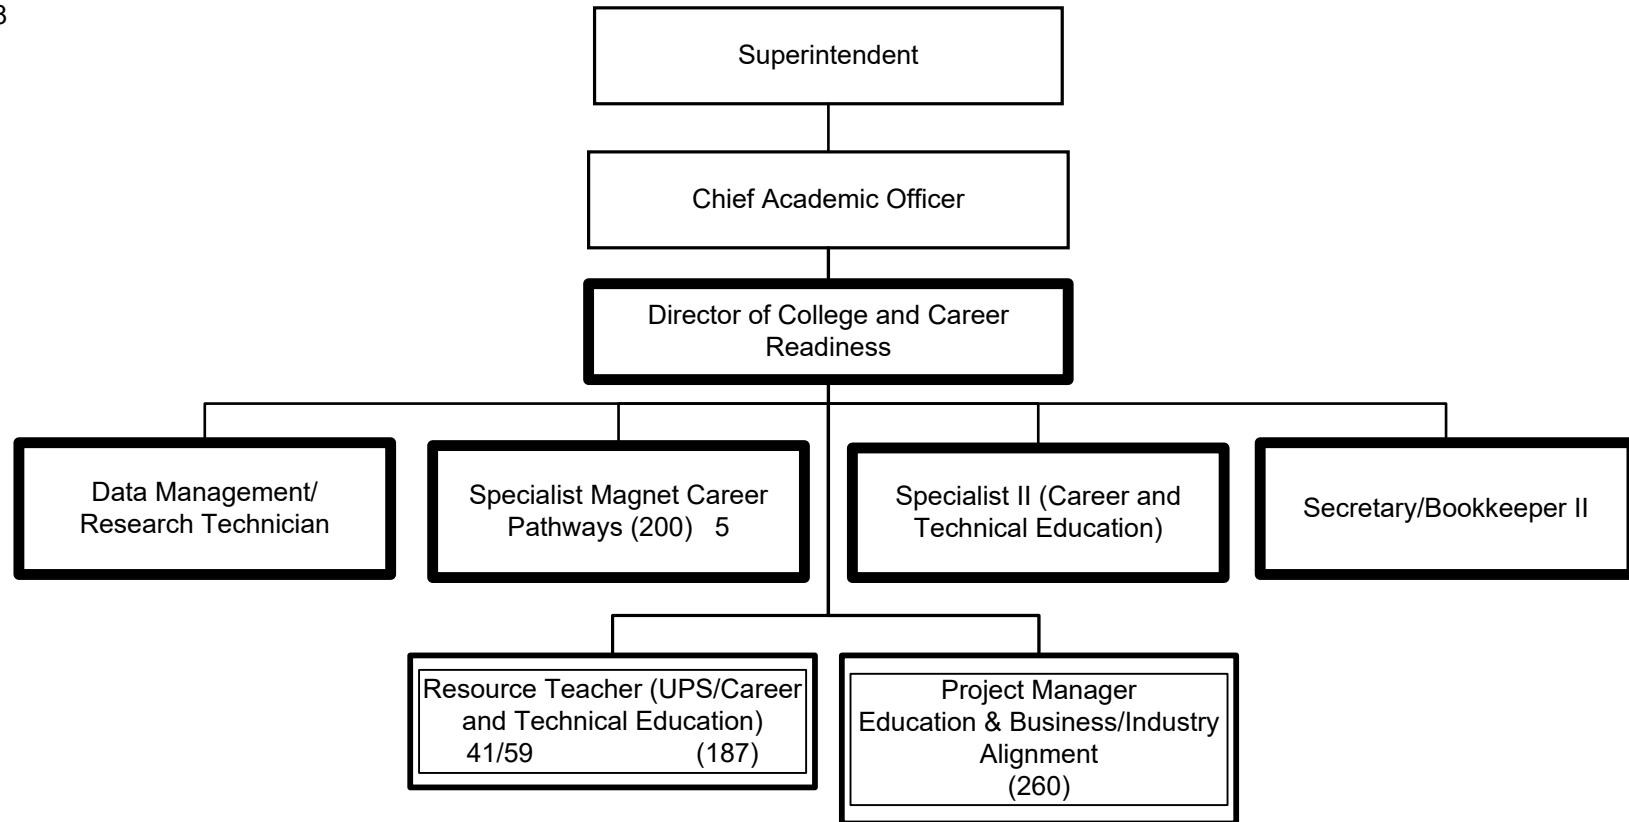 3
Superintendent
Chief Academic Officer
Director of College and Career
Readiness
Data Management/
Research Technician
Specialist Magnet Career
Pathways (200) 5
Specialist II (Career and
Technical Education)
Secretary/Bookkeeper II
Resource Teacher (UPS/Career
and Technical Education)
41/59 (187)
Project Manager
Education & Business/Industry
Alignment
(260)